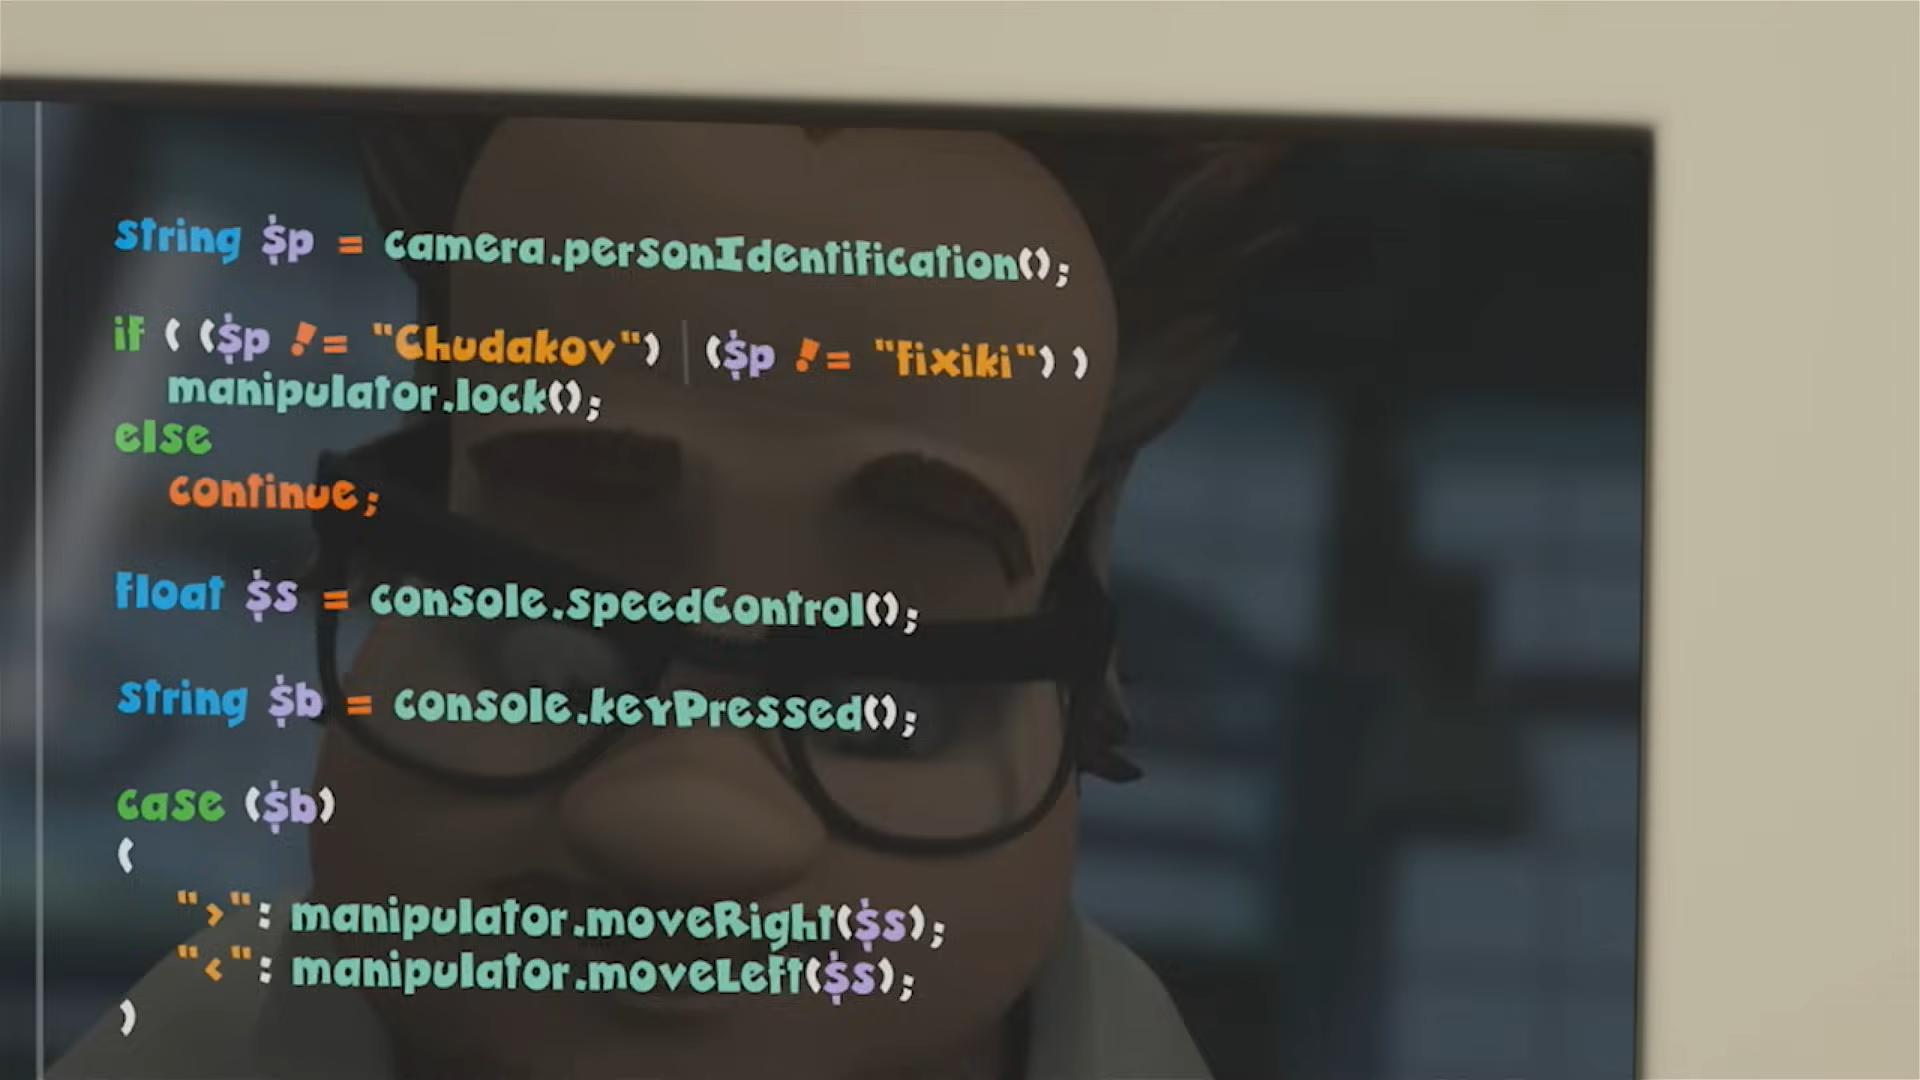 string $p = camera.personIdentification();
if ( ($p != "Chudakov") | ($p != "fixiki") )
manipulator.lock();
else
continue;
float $s = console.speedControl();
string $b = console.keyPressed();
case ($b)
(
">": manipulator.moveRight($s);
"<": manipulator.moveLeft($s);
)